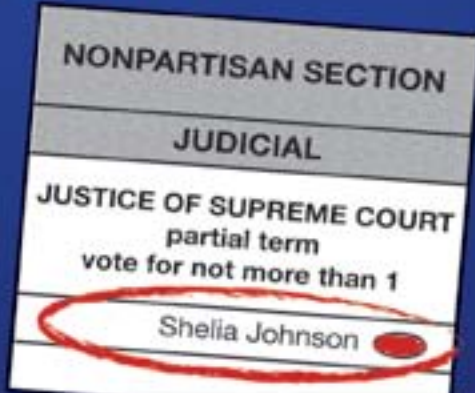 NONPARTISAN SECTION
JUDICIAL
JUSTICE OF SUPREME COURT
partial term
vote for not more than 1
Shelia Johnson